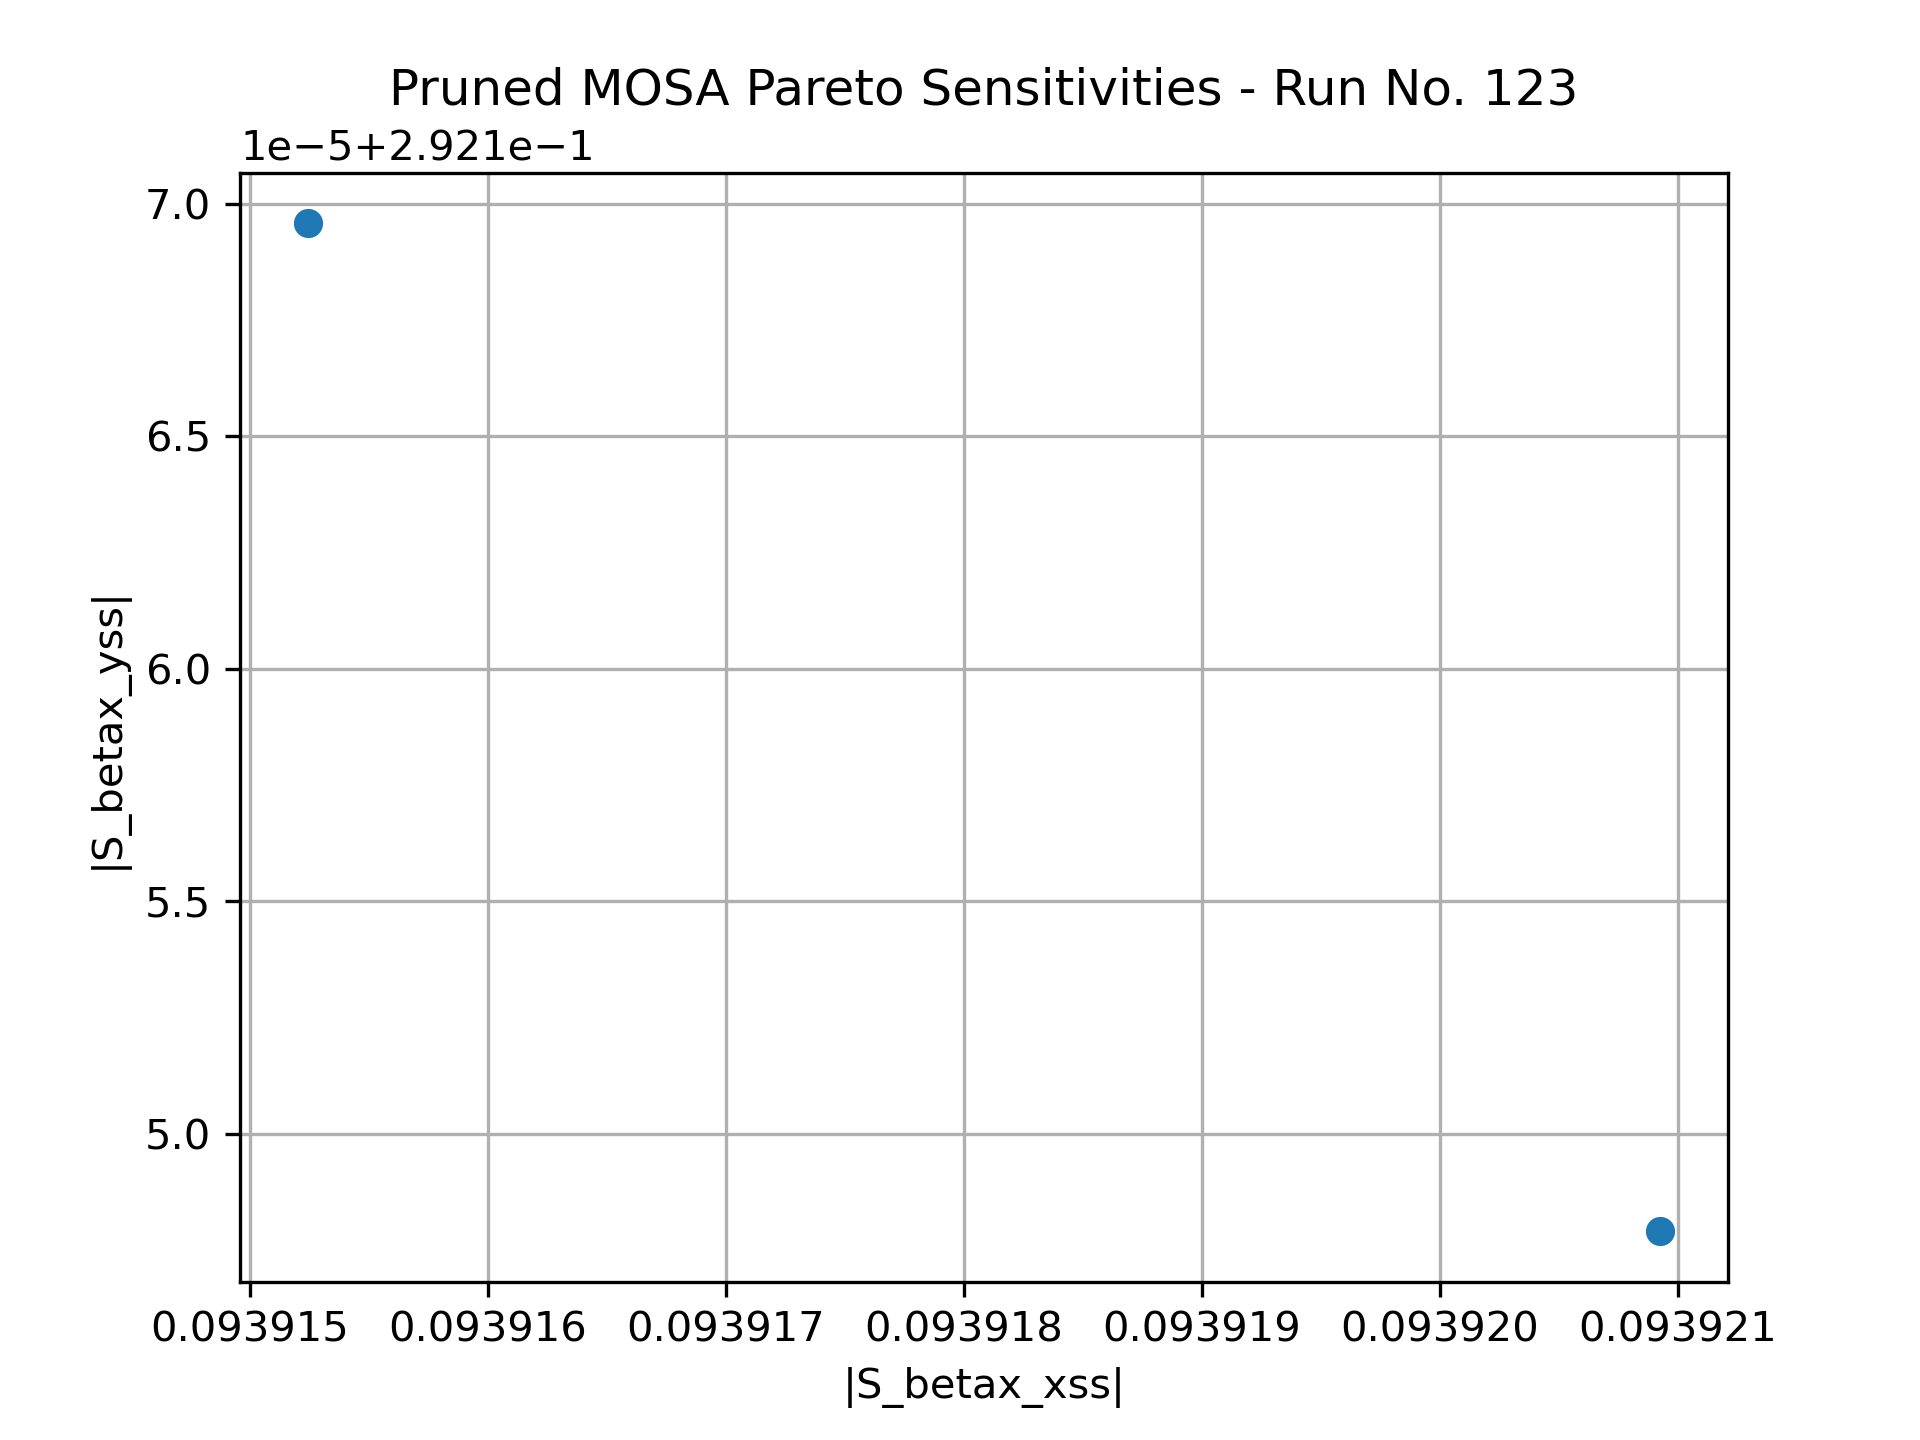 Pruned MOSA Pareto Sensitivities - Run No. 123
1e−5+2.921e−1
7.0
6.5
6.0
5.5
5.0
|S_betax_yss|
0.093915 0.093916 0.093917 0.093918 0.093919 0.093920 0.093921
|S_betax_xss|